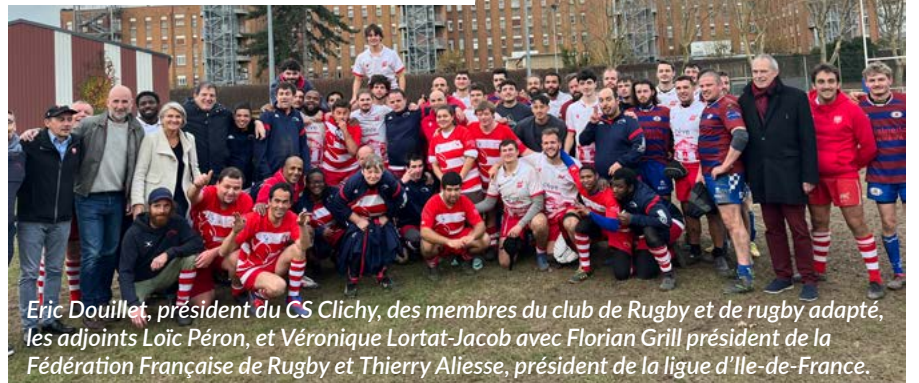 Eric Douillet, président du CS Clichy, des membres du club de Rugby et de rugby adapté,
les adjoints Loïc Péron, et Véronique Lortat-Jacob avec Florian Grill président de la
Fédération Française de Rugby et Thierry Aliesse, président de la ligue d'Ile-de-France.